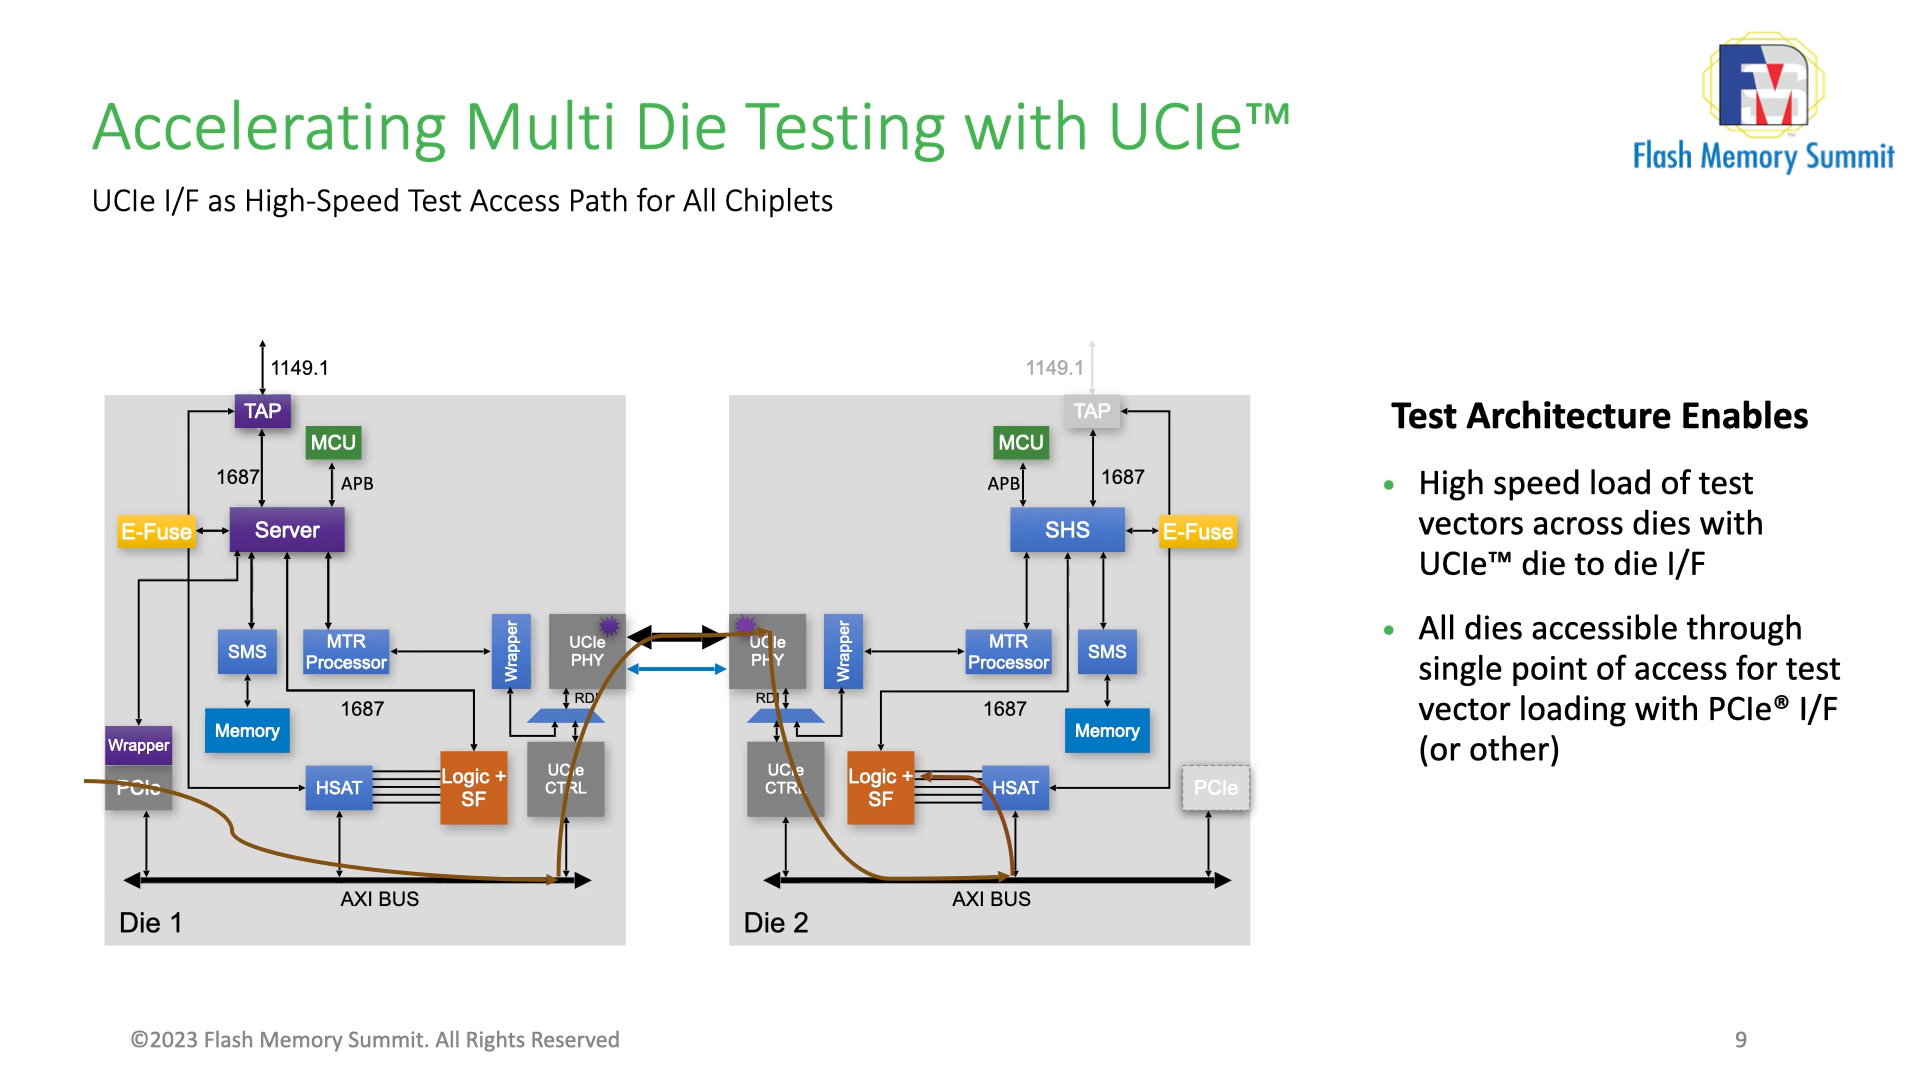 Accelerating Multi Die Testing with UCIe™
UCIe I/F as High-Speed Test Access Path for All Chiplets
FMS
™
Flash Memory Summit
1149.1
TAP
MCU
1687
APB
E-Fuse
Server
SMS
MTR
Processor
Wrapper
UCIe
PHY
RDI
1687
Memory
Wrapper
PCIe
HSAT
Logic +
SF
UCIe
CTRL
AXI BUS
Die 1
1149.1
TAP
MCU
APB
1687
SHS
E-Fuse
UCIe
PHY
Wrapper
MTR
Processor
SMS
RDI
1687
Memory
UCIe
CTRL
Logic +
SF
HSAT
PCIe
AXI BUS
Die 2
Test Architecture Enables
• High speed load of test
vectors across dies with
UCIe™ die to die I/F
• All dies accessible through
single point of access for test
vector loading with PCIe® I/F
(or other)
©2023 Flash Memory Summit. All Rights Reserved
9